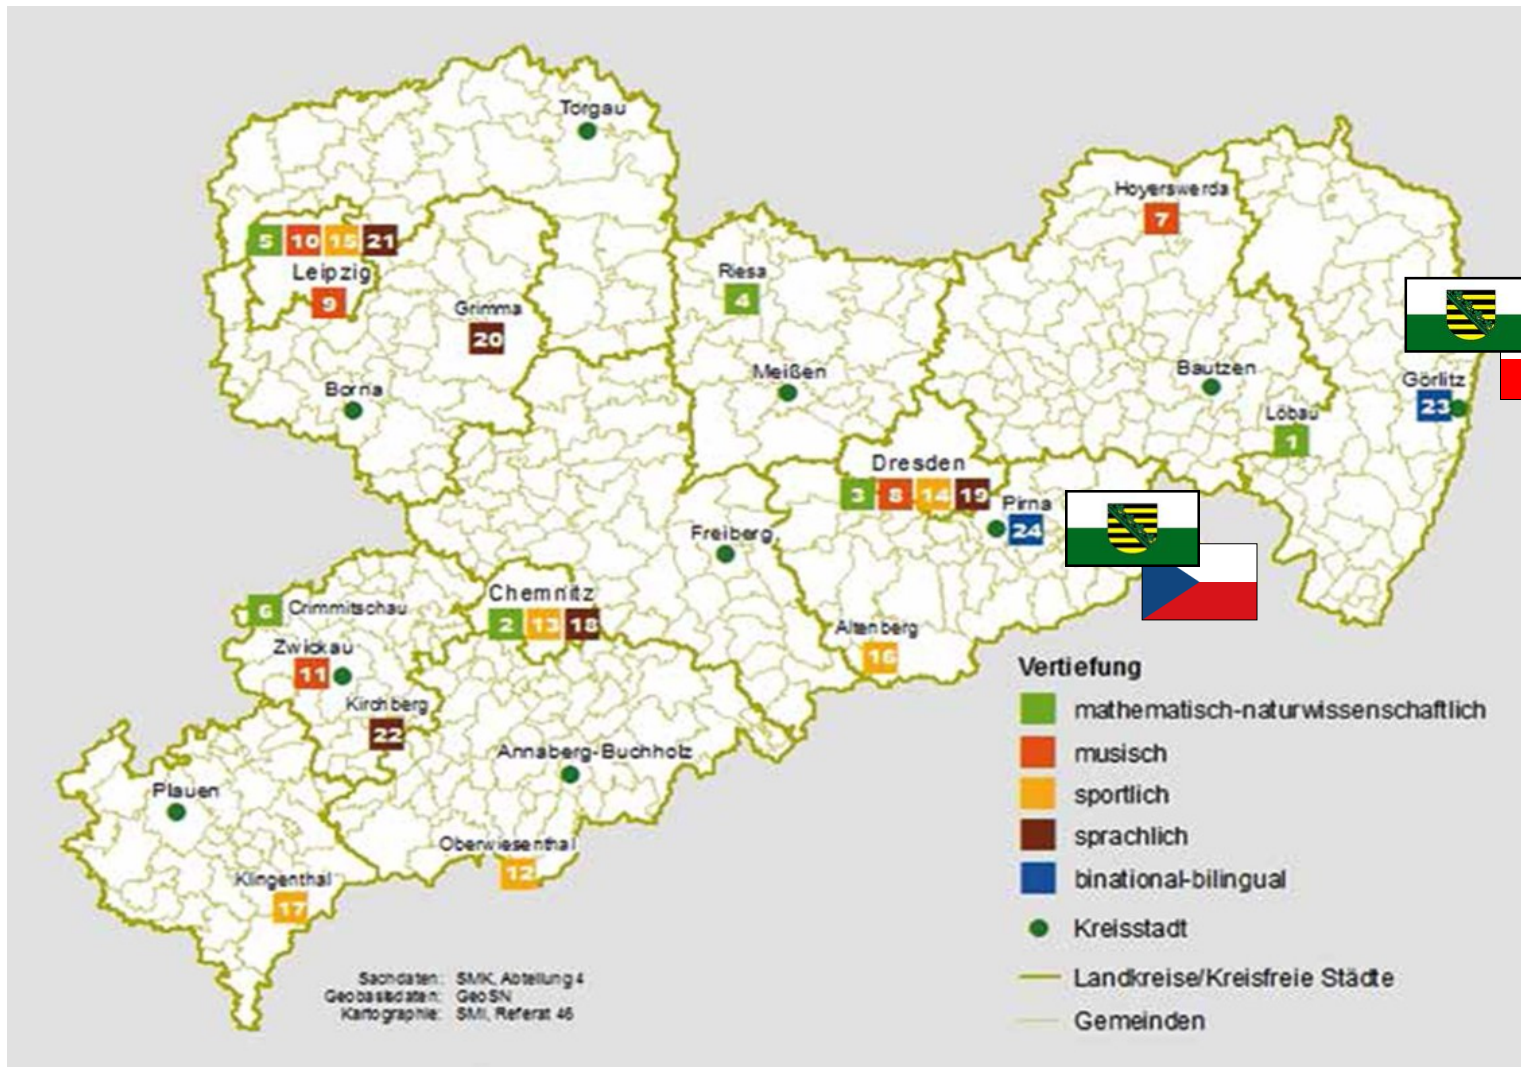 Torgau
Hoyerswerda
7
5 10 15 21
Leipzig
9
Riesa
4
Grimma
20
Meißen
Bautzen
Görlitz
23
Borna
Löbau
1
Dresden
3 8 14 19
Pirna
24
Freiberg
Chemnitz
2 13 18
6 Crimmitschau
Altenberg
16
Zwickau
11
Kirchberg
22
Annaberg-Buchholz
Plauen
Oberwiesenthal
12
Klingenthal
17
Vertiefung
mathematisch-naturwissenschaftlich
musisch
sportlich
sprachlich
binational-bilingual
Kreisstadt
Landkreise/Kreisfreie Städte
Gemeinden
Sachdaten: SMK, Abteilung 4
Geobasisdaten: GeoSN
Kartographie: SMI, Referat 46